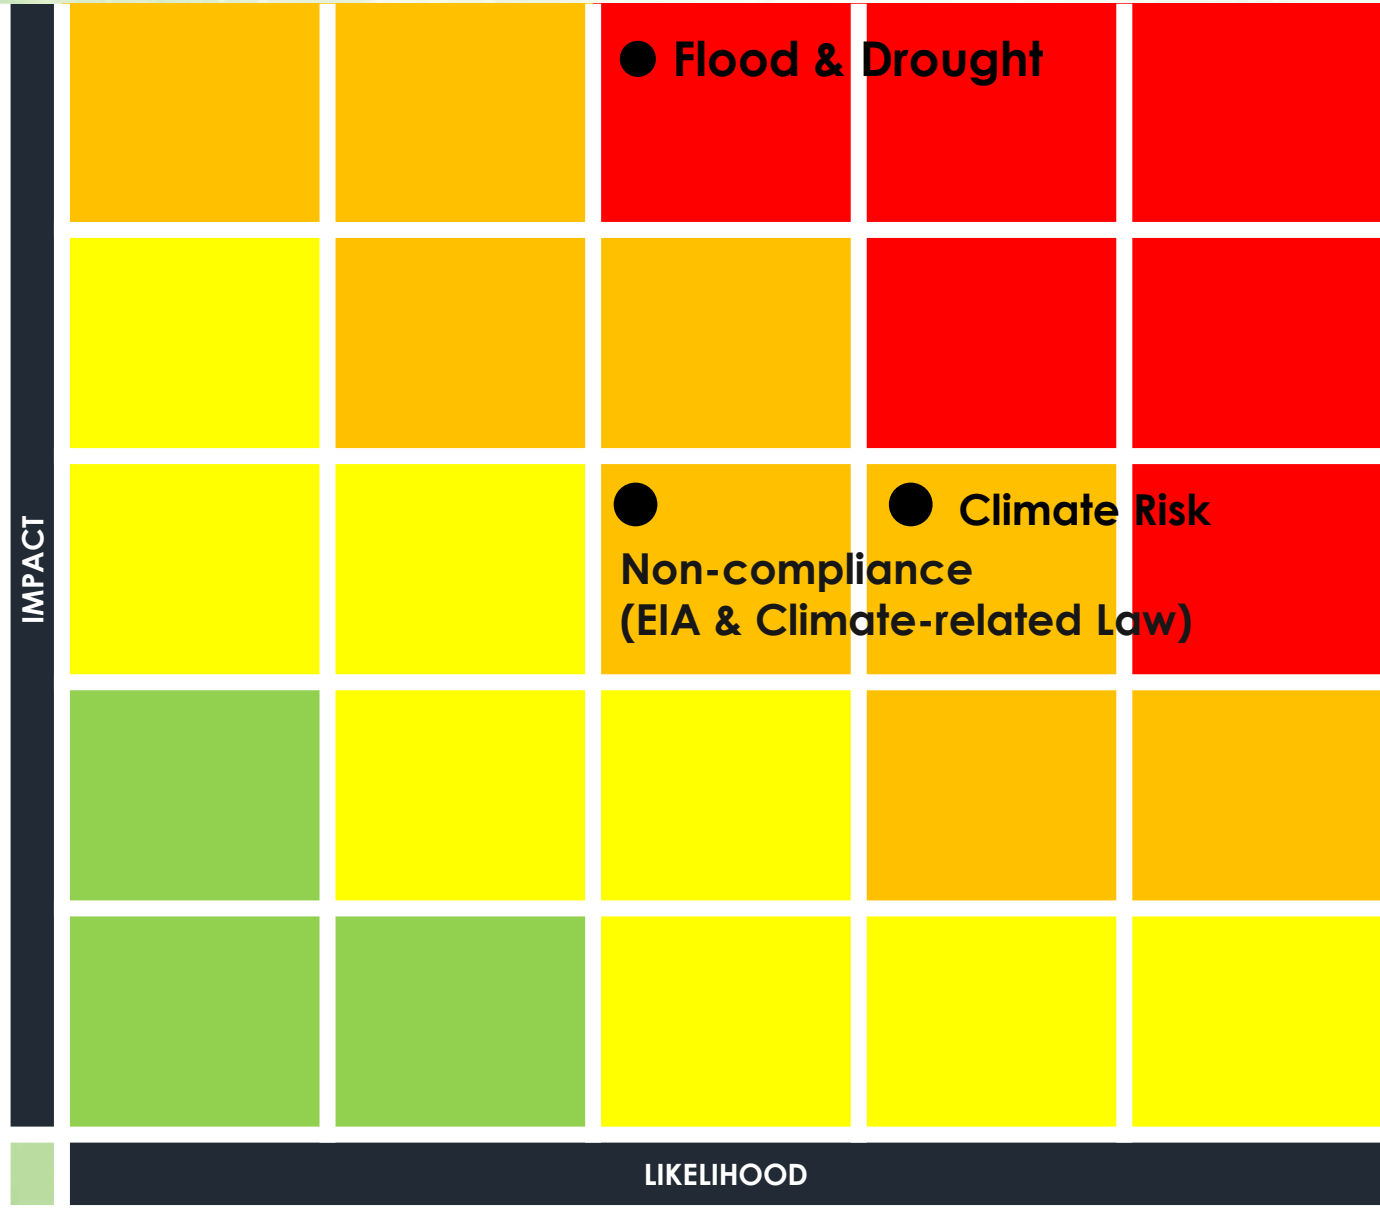 Flood & Drought
IMPACT
Climate Risk
Non-compliance
(EIA & Climate-related Law)
LIKELIHOOD